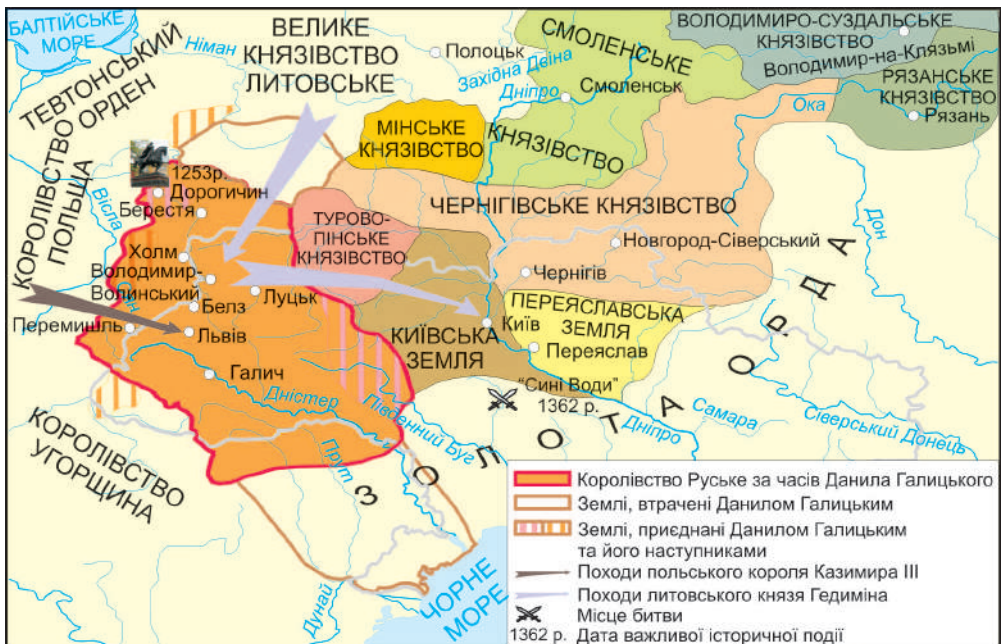 БАЛТІЙСЬКЕ
МОРЕ
ТЕВТОНСЬКИЙ
ОРДЕН
Німан
ВЕЛИКЕ
КНЯЗІВСТВО
ЛИТОВСЬКЕ
Полоцьк
Західна Двіна
Дніпро
СМОЛЕНСЬКЕ
Смоленськ
КНЯЗІВСТВО
ВОЛОДИМИРО-СУЗДАЛЬСЬКЕ
КНЯЗІВСТВО
Володимир-на-Клязьмі
РЯЗАНСЬКЕ
КНЯЗІВСТВО
Рязань
Ока
МІНСЬКЕ
КНЯЗІВСТВО
КОРОЛІВСТВО
ПОЛЬЩА
Вісла
1253р.
Дорогичин
Берестя
ТУРОВО-
ПІНСЬКЕ
КНЯЗІВСТВО
ЧЕРНІГІВСЬКЕ КНЯЗІВСТВО
Новгород-Сіверський
Чернігів
Дон
Холм
Володимир-
Волинський
Белз
Луцьк
Сян
Перемишль
Львів
Галич
КИЇВСЬКА
ЗЕМЛЯ
Київ
ПЕРЕЯСЛАВСЬКА
ЗЕМЛЯ
Переяслав
"Сині Води"
1362 р.
Дністер
Південний Буг
Прут
Дніпро
Самара
Сіверський Донець
ЗОЛОТА ОРДА
КОРОЛІВСТВО
УГОРЩИНА
Дунай
ЧОРНЕ
МОРЕ
Королівство Руське за часів Данила Галицького
Землі, втрачені Данилом Галицьким
Землі, приєднані Данилом Галицьким
та його наступниками
Походи польського короля Казимира III
Походи литовського князя Гедиміна
Місце битви
1362 р. Дата важливої історичної події